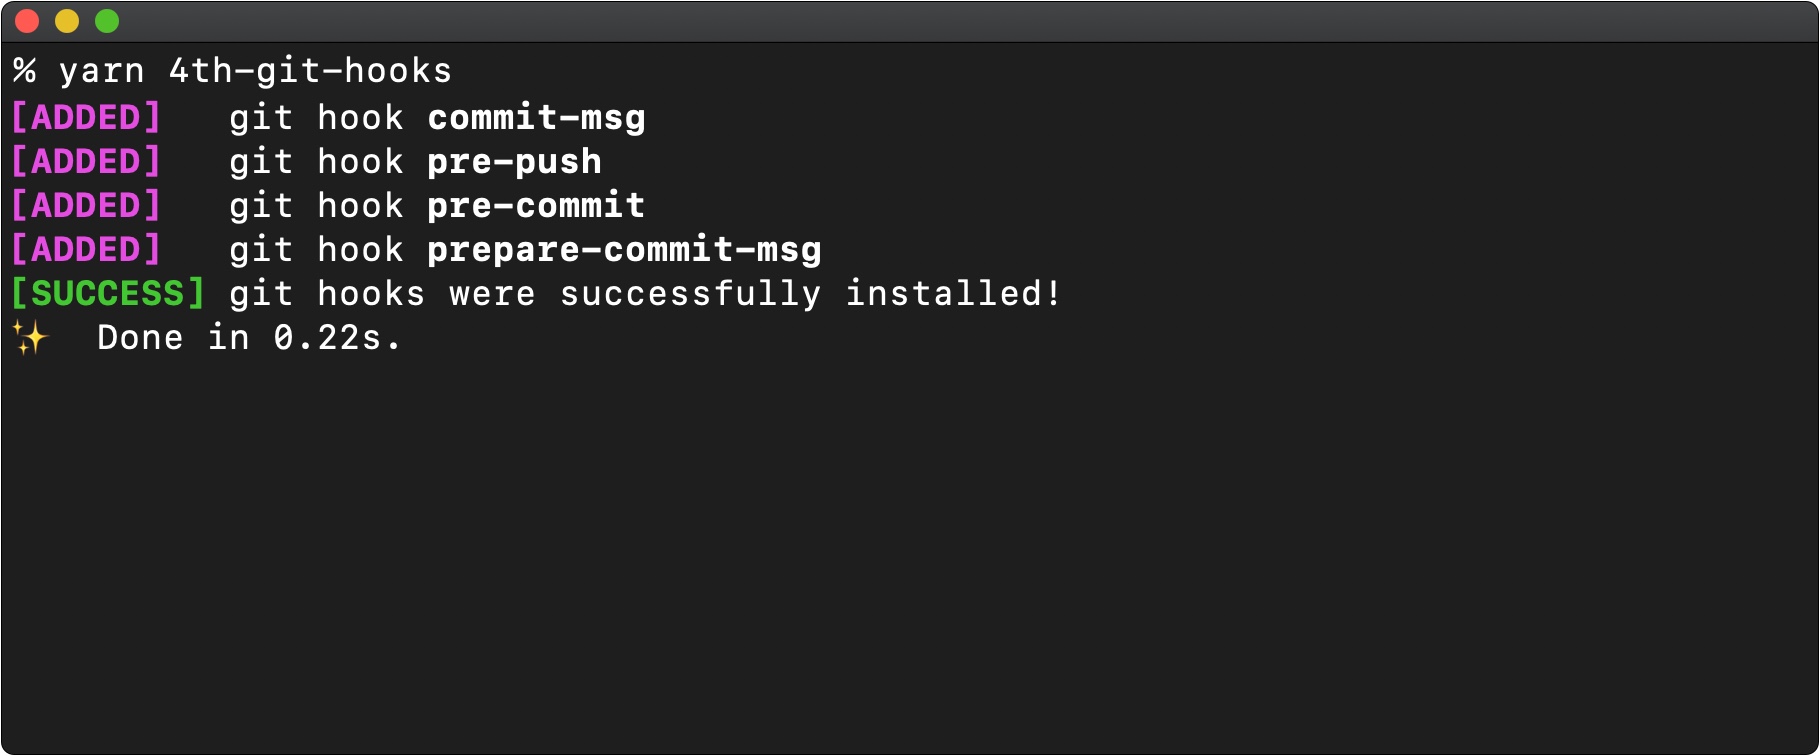 % yarn 4th-git-hooks
[ADDED]   git hook commit-msg
[ADDED]   git hook pre-push
[ADDED]   git hook pre-commit
[ADDED]   git hook prepare-commit-msg
[SUCCESS] git hooks were successfully installed!
✨  Done in 0.22s.